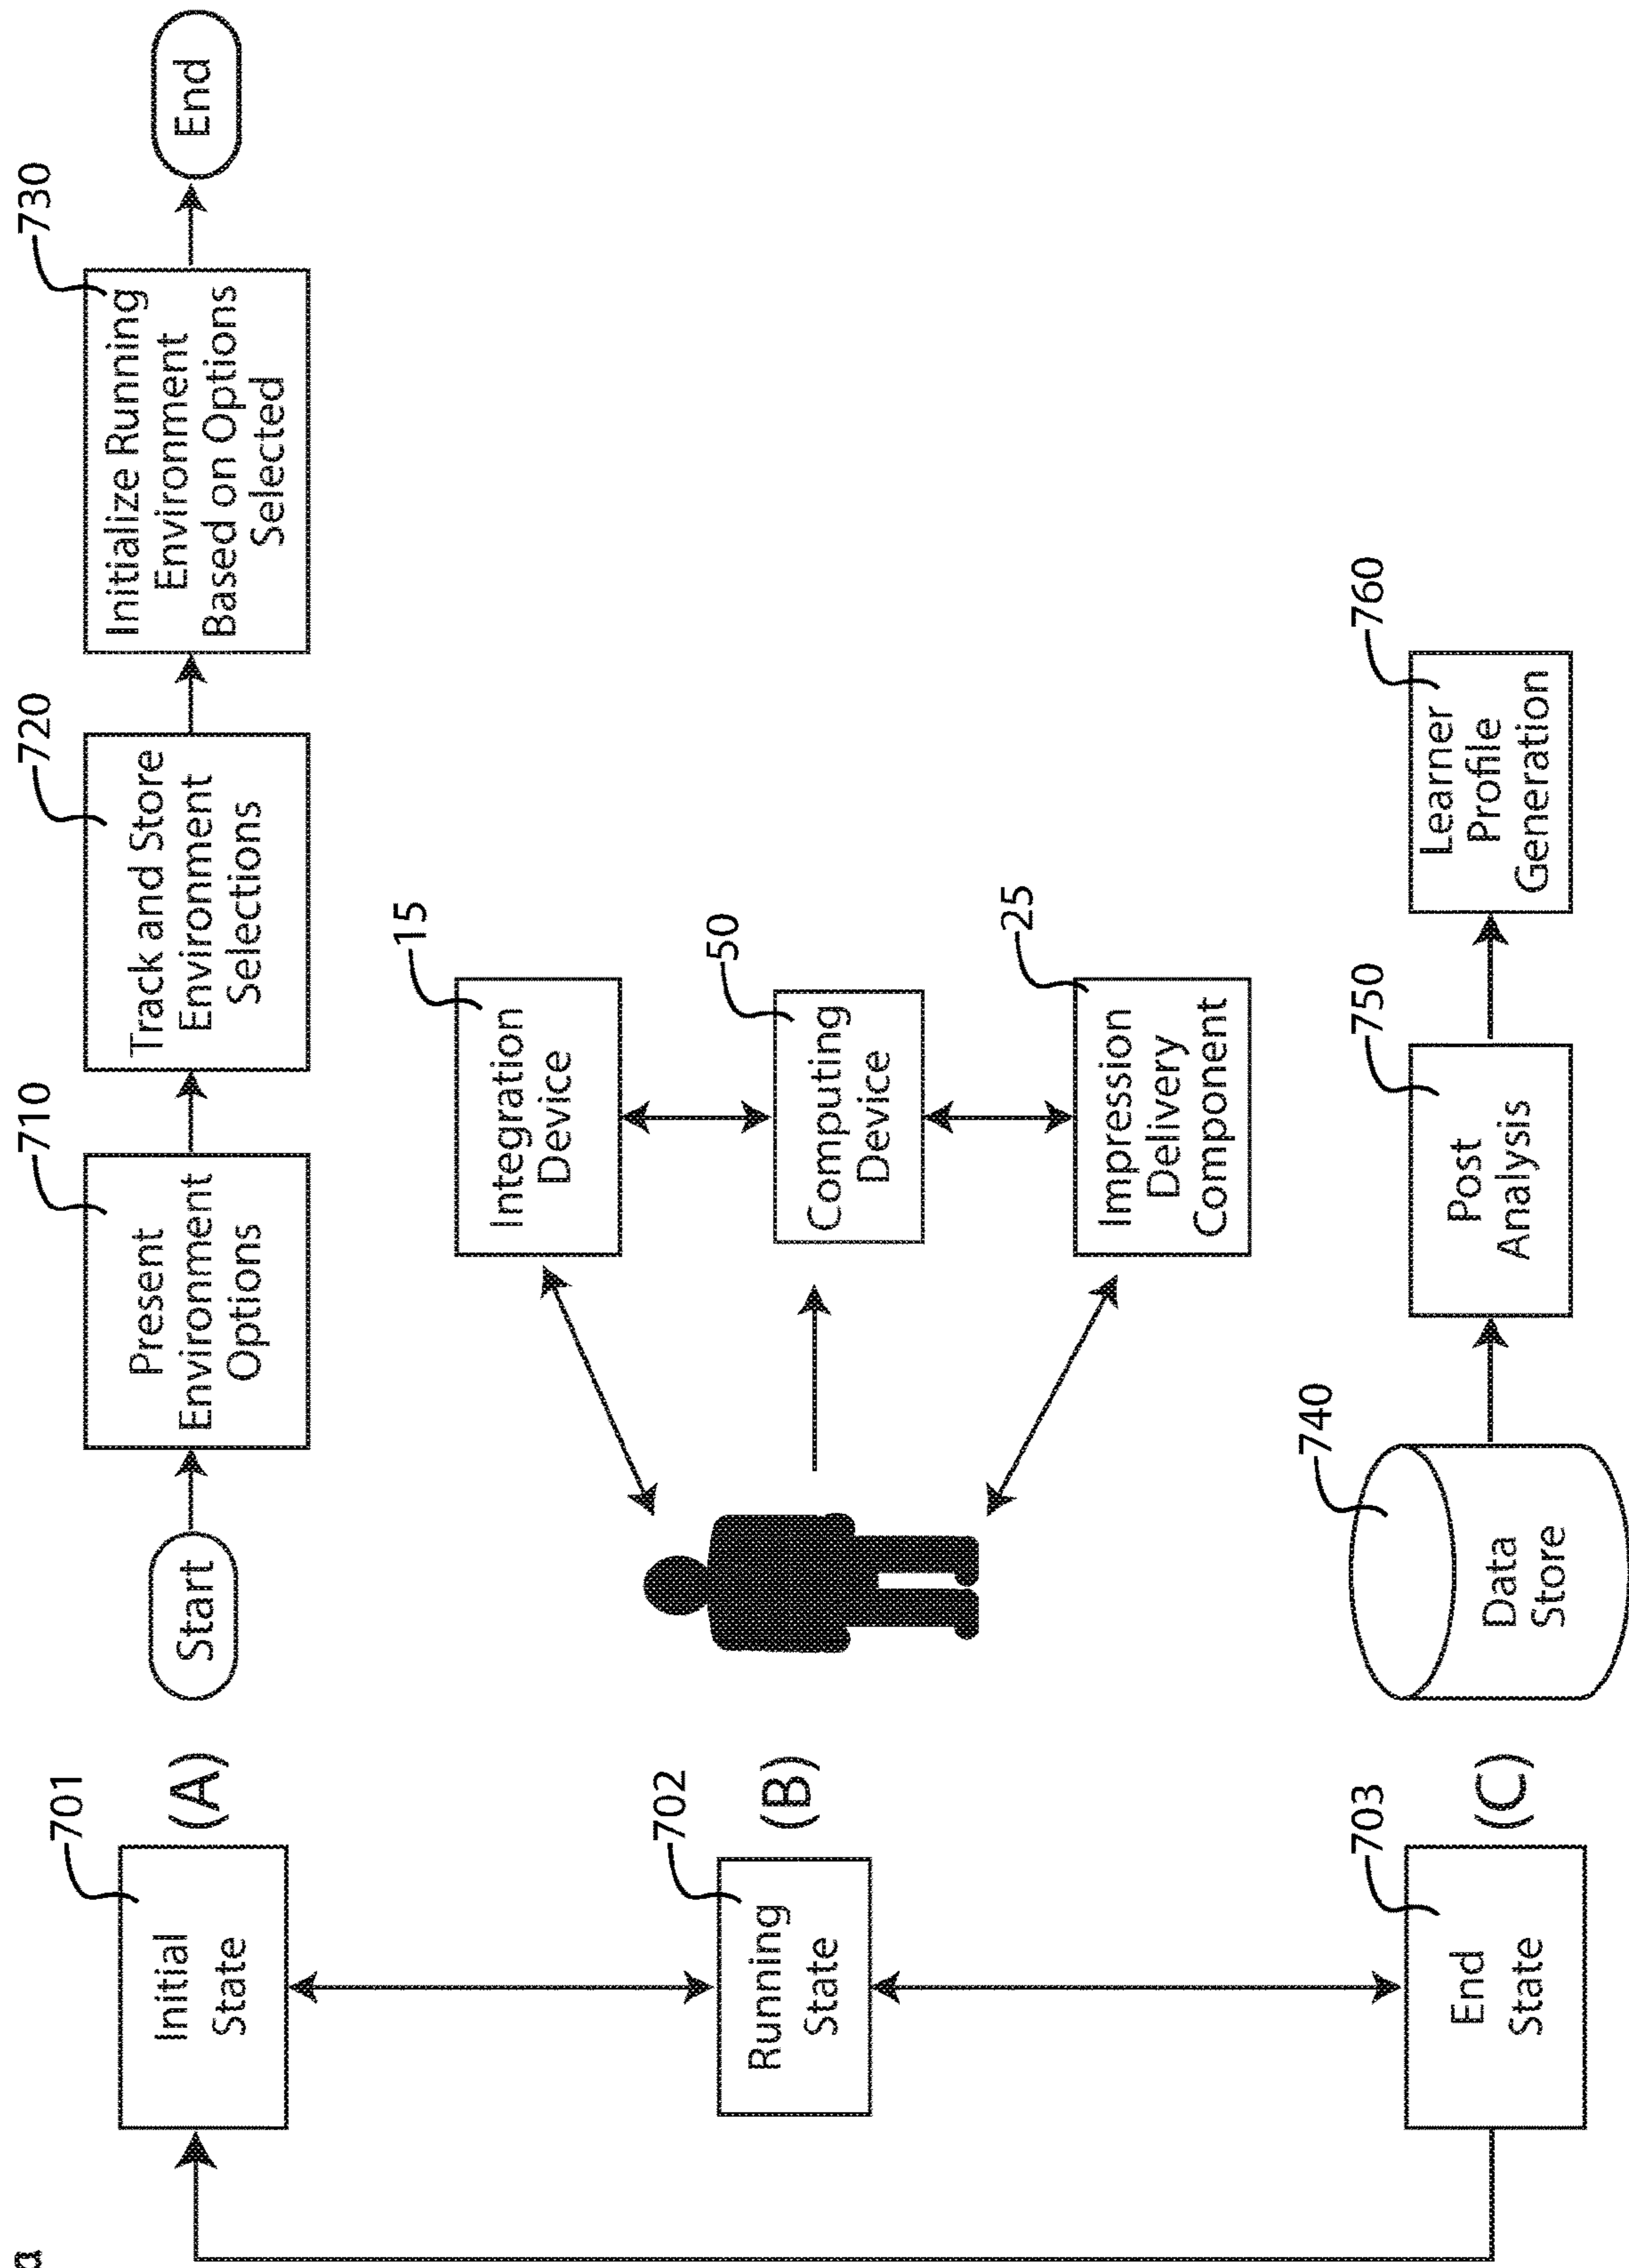 701
Initial
State
(A)
Start
710
Present
Environment
Options
720
Track and Store
Environment
Selections
730
Initialize Running
Environment
Based on Options
Selected
End
702
Running
State
(B)
15
Integration
Device
50
Computing
Device
25
Impression
Delivery
Component
703
End
State
(C)
740
Data
Store
750
Post
Analysis
760
Learner
Profile
Generation